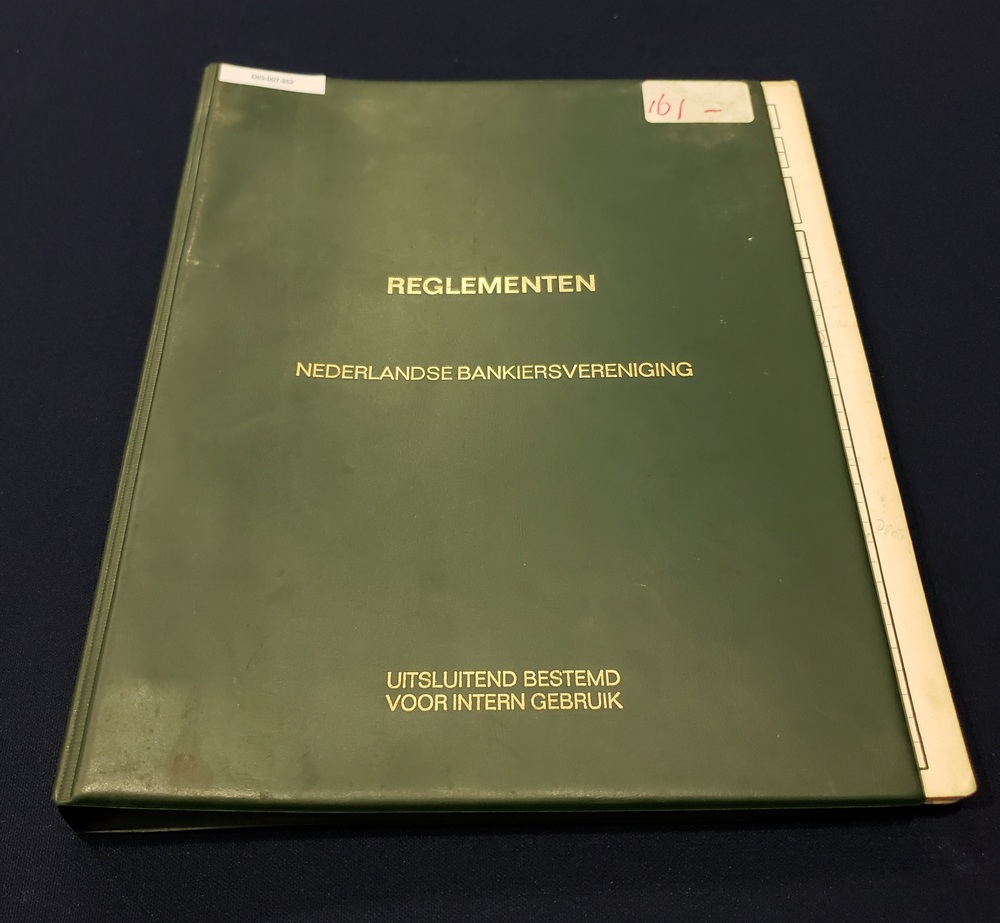 161 -
REGLEMENTEN
NEDERLANDSE BANKIERSVERENIGING
UITSLUITEND BESTEMD
VOOR INTERN GEBRUIK